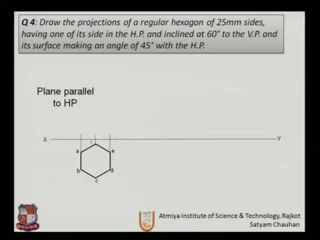 Q 4: Draw the projections of a regular hexagon of 25mm sides,
having one of its side in the H.P. and inclined at 60° to the V.P. and
its surface making an angle of 45° with the H.P.
Plane parallel
to HP
X
Y
a
e
b
d
c
Atmiya Institute of Science & Technology, Rajkot
Satyam Chauhan